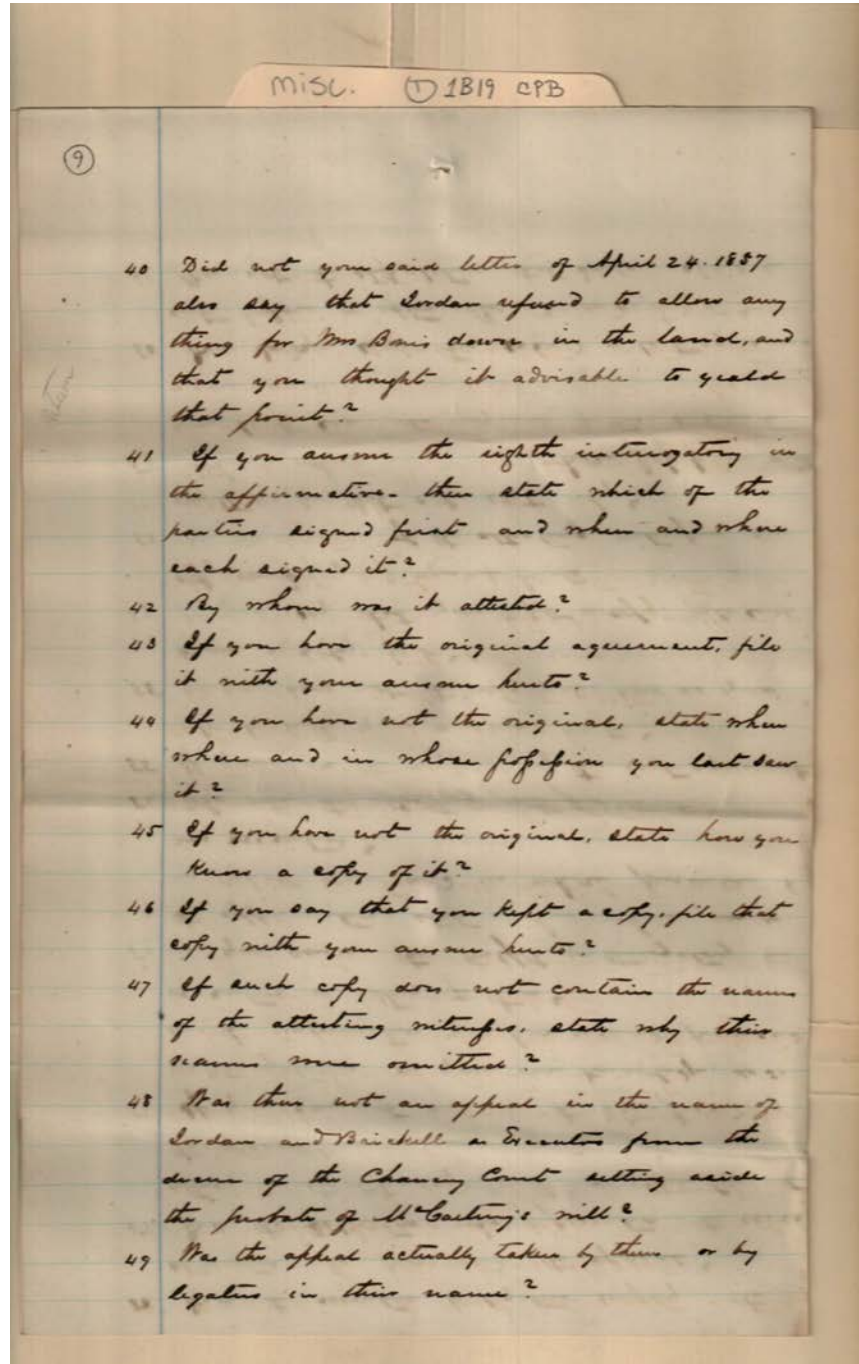 misc. T 1B19 CPB
9
40 Did not your said letter of April 24. 1887
also say that Jordan refused to allow any
thing for Mrs dower in the land, and
that you thought it advisable to yeald
that point?
41 If you answer the eighth interrogatory in
the affirmative- then state which of the
parties signed first and when and where
each signed it?
42 By whom was it attested?
43 If you have the original agreement, file
it with your answer hereto?
44 If you have not the original, state when
where and in whose possession you last saw
it?
45 If you have not the original, state how you
know a copy of it?
46 If you say that you kept a copy, file that
copy with your answer hereto?
47 If such copy does not contain the names
of the attesting witnesses, state why their
names were omitted?
48 Was there not an appeal in the name of
Jordan and Brickell as Executors from the
decree of the Chancery Court setting aside
the probate of will?
49 Was the appeal actually taken by them or by
legatees in their name?